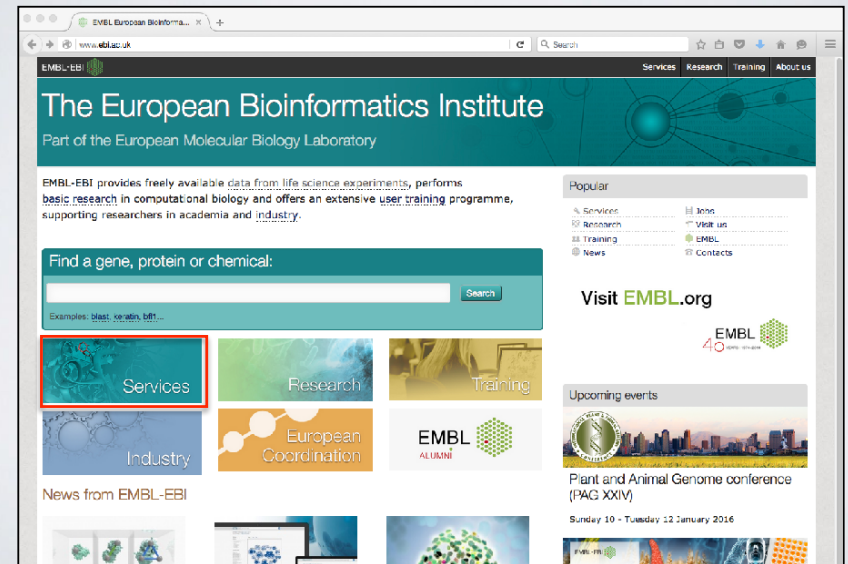 EMBL European Bioinforma...
www.ebi.ac.uk
Search
EMBL-EBI
Services
Research
Training
About us
The European Bioinformatics Institute
Part of the European Molecular Biology Laboratory
EMBL-EBI provides freely available data from life science experiments, performs
basic research in computational biology and offers an extensive user training programme,
supporting researchers in academia and industry.
Find a gene, protein or chemical:
Search
Examples: blast, keratin, bfl1...
Services
Research
Training
Industry
European
Coordination
EMBL
ALUMNI
News from EMBL-EBI
Popular
Services
Jobs
Research
Visit us
Training
EMBL
News
Contacts
Visit EMBL.org
EMBL
40
Upcoming events
Plant and Animal Genome conference
(PAG XXIV)
Sunday 10 - Tuesday 12 January 2016
EMBL-EBI